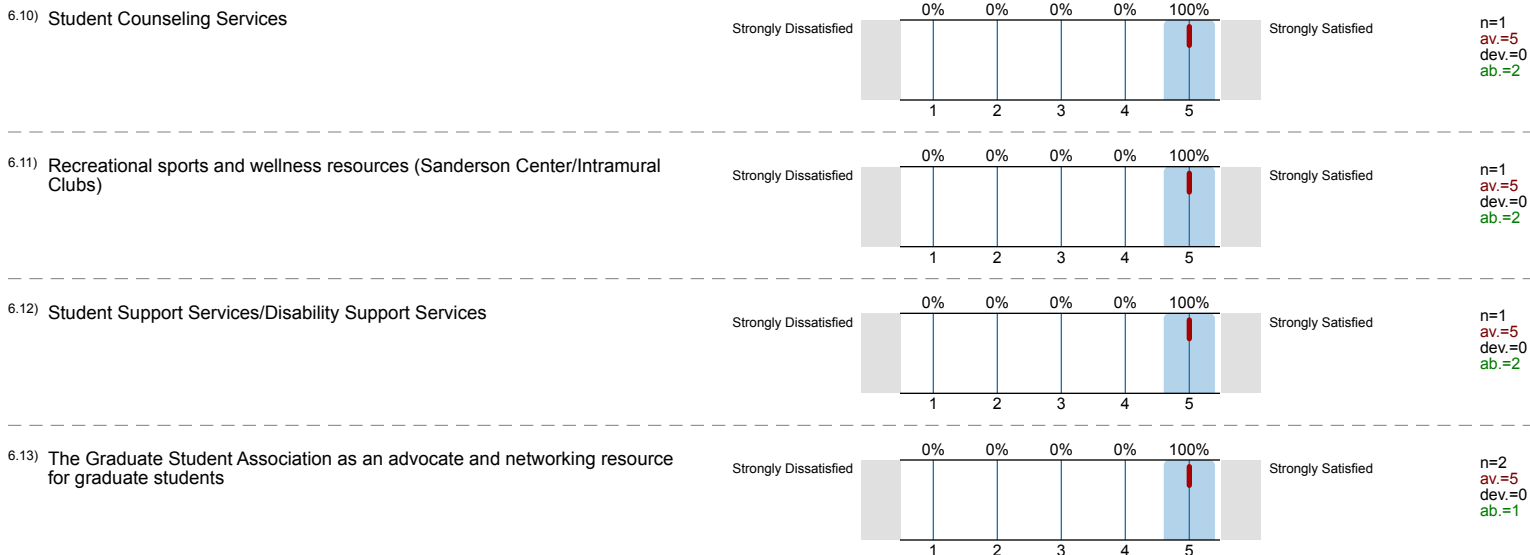 6.10) Student Counseling Services
0% 0% 0% 0% 100%
Strongly Dissatisfied
Strongly Satisfied
1 2 3 4 5
n=1
av.=5
dev.=0
ab.=2
6.11) Recreational sports and wellness resources (Sanderson Center/Intramural
Clubs)
0% 0% 0% 0% 100%
Strongly Dissatisfied
Strongly Satisfied
1 2 3 4 5
n=1
av.=5
dev.=0
ab.=2
6.12) Student Support Services/Disability Support Services
0% 0% 0% 0% 100%
Strongly Dissatisfied
Strongly Satisfied
1 2 3 4 5
n=1
av.=5
dev.=0
ab.=2
6.13) The Graduate Student Association as an advocate and networking resource
for graduate students
0% 0% 0% 0% 100%
Strongly Dissatisfied
Strongly Satisfied
1 2 3 4 5
n=2
av.=5
dev.=0
ab.=1